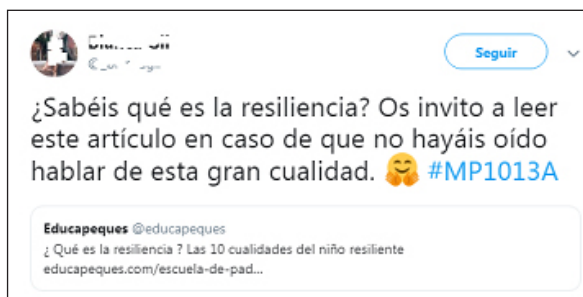 Seguir
¿Sabéis qué es la resiliencia? Os invito a leer
este artículo en caso de que no hayáis oído
hablar de esta gran cualidad. 🤗 #MP1013A
Educapeques @educapeques
¿ Qué es la resiliencia ? Las 10 cualidades del niño resiliente
educapeques.com/escuela-de-pad...